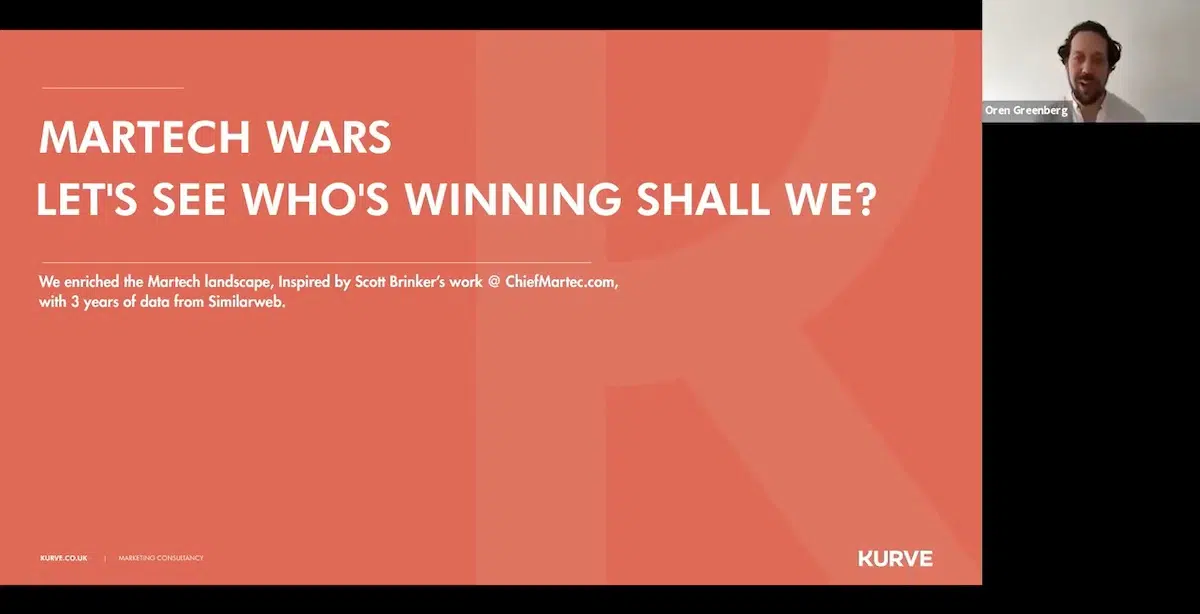 MARTECH WARS
LET'S SEE WHO'S WINNING SHALL WE?
We enriched the Martech landscape, Inspired by Scott Brinker’s work @ ChiefMartec.com,
with 3 years of data from Similarweb.
KURVE.CO.UK | MARKETING CONSULTANCY
KURVE
Oren Greenberg